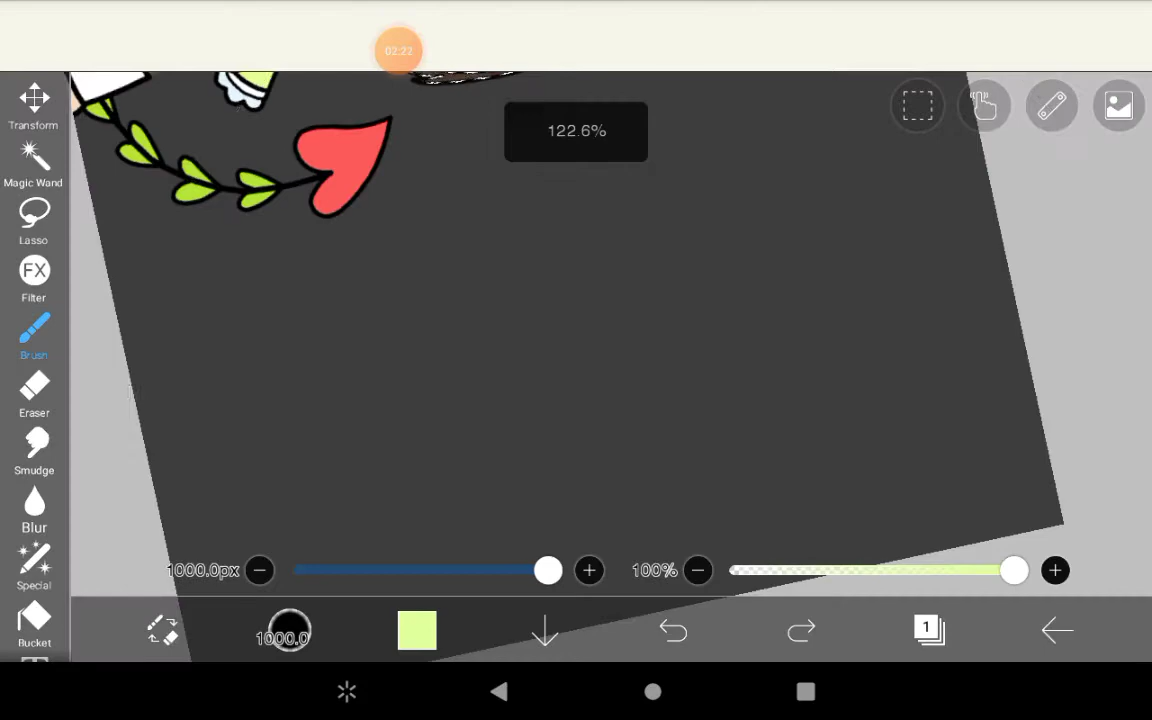 02:22
122.6%
Transform
Magic Wand
Lasso
FX
Filter
Brush
Eraser
Smudge
Blur
Special
Bucket
1000.0px
100%
1000.0
1